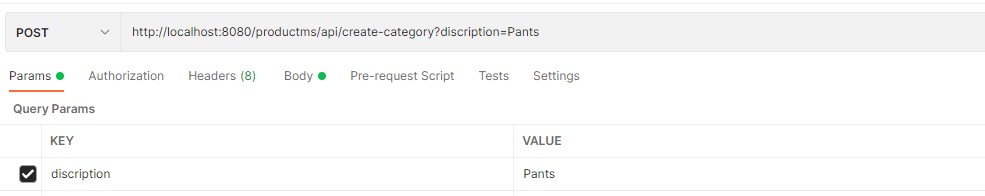 POST http://localhost:8080/productms/api/create-category?discription=Pants
Params Authorization Headers (8) Body Pre-request Script Tests Settings
Query Params
KEY VALUE
discription Pants